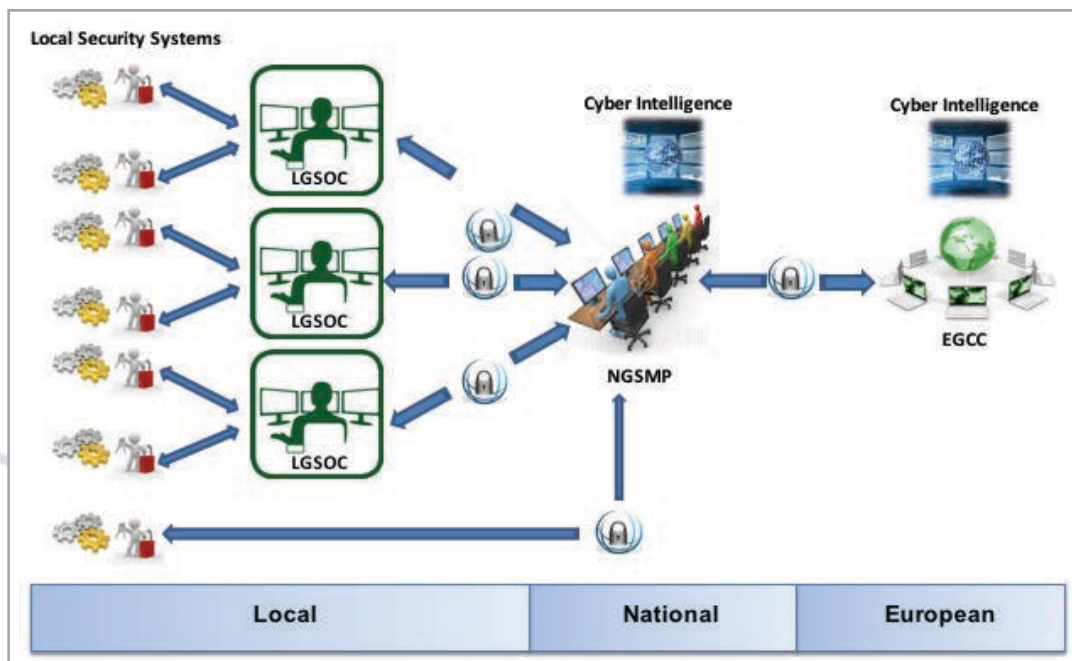 Local Security Systems
Cyber Intelligence
Cyber Intelligence
LGSOC
LGSOC
LGSOC
NGSMP
EGCC
Local
National
European